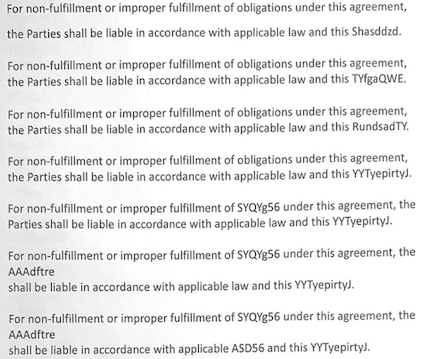 For non-fulfillment or improper fulfillment of obligations under this agreement,
the Parties shall be liable in accordance with applicable law and this Shasddzd.
For non-fulfillment or improper fulfillment of obligations under this agreement,
the Parties shall be liable in accordance with applicable law and this TYfgaQWE.
For non-fulfillment or improper fulfillment of obligations under this agreement,
the Parties shall be liable in accordance with applicable law and this RundsadTY.
For non-fulfillment or improper fulfillment of obligations under this agreement,
the Parties shall be liable in accordance with applicable law and this YYTyepirtyJ.
For non-fulfillment or improper fulfillment of SYQYg56 under this agreement, the
Parties shall be liable in accordance with applicable law and this YYTyepirtyJ.
For non-fulfillment or improper fulfillment of SYQYg56 under this agreement, the
AAAdftre
shall be liable in accordance with applicable law and this YYTyepirtyJ.
For non-fulfillment or improper fulfillment of SYQYg56 under this agreement, the
AAAdftre
shall be liable in accordance with applicable ASD56 and this YYTyepirtyJ.